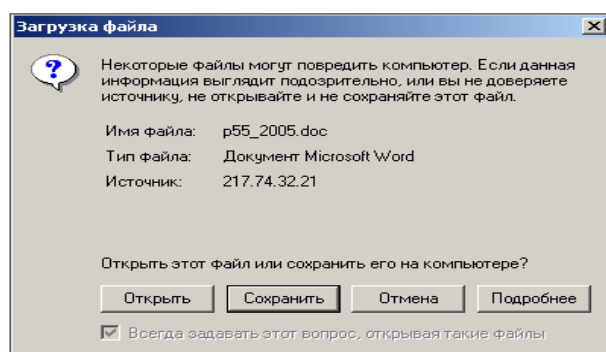 Загрузка файла
Некоторые файлы могут повредить компьютер. Если данная
информация выглядит подозрительно, или вы не доверяете
источнику, не открывайте и не сохраняйте этот файл.
Имя файла: p55_2005.doc
Тип файла: Документ Microsoft Word
Источник: 217.74.32.21
Открыть этот файл или сохранить его на компьютере?
Открыть Сохранить Отмена Подробнее
Всегда задавать этот вопрос, открывая такие файлы